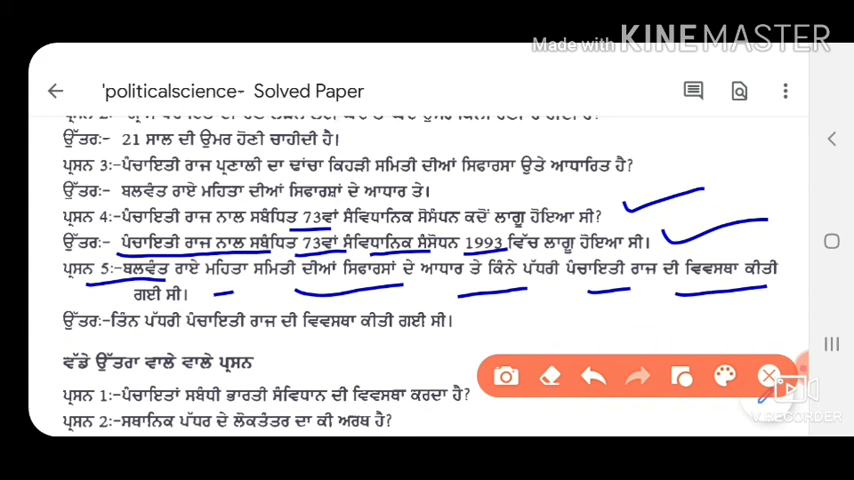 Made with KINEMASTER
'politicalscience- Solved Paper
ਉੱਤਰ:- 21 ਸਾਲ ਦੀ ਉਮਰ ਹੋਣੀ ਚਾਹੀਦੀ ਹੈ।
ਪ੍ਰਸਨ 3:-ਪੰਚਾਇਤੀ ਰਾਜ ਪ੍ਰਣਾਲੀ ਦਾ ਢਾਂਚਾ ਕਿਹੜੀ ਸਮਿਤੀ ਦੀਆਂ ਸਿਫਾਰਸਾ ਉਤੇ ਆਧਾਰਿਤ ਹੈ?
ਉੱਤਰ:- ਬਲਵੰਤ ਰਾਏ ਮਹਿਤਾ ਦੀਆਂ ਸਿਫਾਰਸ਼ਾਂ ਦੇ ਆਧਾਰ ਤੇ।
ਪ੍ਰਸਨ 4:-ਪੰਚਾਇਤੀ ਰਾਜ ਨਾਲ ਸਬੰਧਿਤ 73ਵਾਂ ਸੰਵਿਧਾਨਿਕ ਸੋਸੰਧਨ ਕਦੋਂ ਲਾਗੂ ਹੋਇਆ ਸੀ?
ਉੱਤਰ:- ਪੰਚਾਇਤੀ ਰਾਜ ਨਾਲ ਸਬੰਧਿਤ 73ਵਾਂ ਸੰਵਿਧਾਨਿਕ ਸੰਸੋਧਨ 1993 ਵਿੱਚ ਲਾਗੂ ਹੋਇਆ ਸੀ।
ਪ੍ਰਸਨ 5:-ਬਲਵੰਤ ਰਾਏ ਮਹਿਤਾ ਸਮਿਤੀ ਦੀਆਂ ਸਿਫਾਰਸਾਂ ਦੇ ਆਧਾਰ ਤੇ ਕਿੰਨੇ ਪੱਧਰੀ ਪੰਚਾਇਤੀ ਰਾਜ ਦੀ ਵਿਵਸਥਾ ਕੀਤੀ
ਗਈ ਸੀ।
ਉੱਤਰ:-ਤਿੰਨ ਪੱਧਰੀ ਪੰਚਾਇਤੀ ਰਾਜ ਦੀ ਵਿਵਸਥਾ ਕੀਤੀ ਗਈ ਸੀ।
ਵੱਡੇ ਉੱਤਰਾ ਵਾਲੇ ਵਾਲੇ ਪ੍ਰਸਨ
ਪ੍ਰਸਨ 1:-ਪੰਚਾਇਤਾਂ ਸਬੰਧੀ ਭਾਰਤੀ ਸੰਵਿਧਾਨ ਦੀ ਵਿਵਸਥਾ ਕਰਦਾ ਹੈ?
ਪ੍ਰਸਨ 2:-ਸਥਾਨਿਕ ਪੱਧਰ ਦੇ ਲੋਕਤੰਤਰ ਦਾ ਕੀ ਅਰਥ ਹੈ?
V.RECORDER